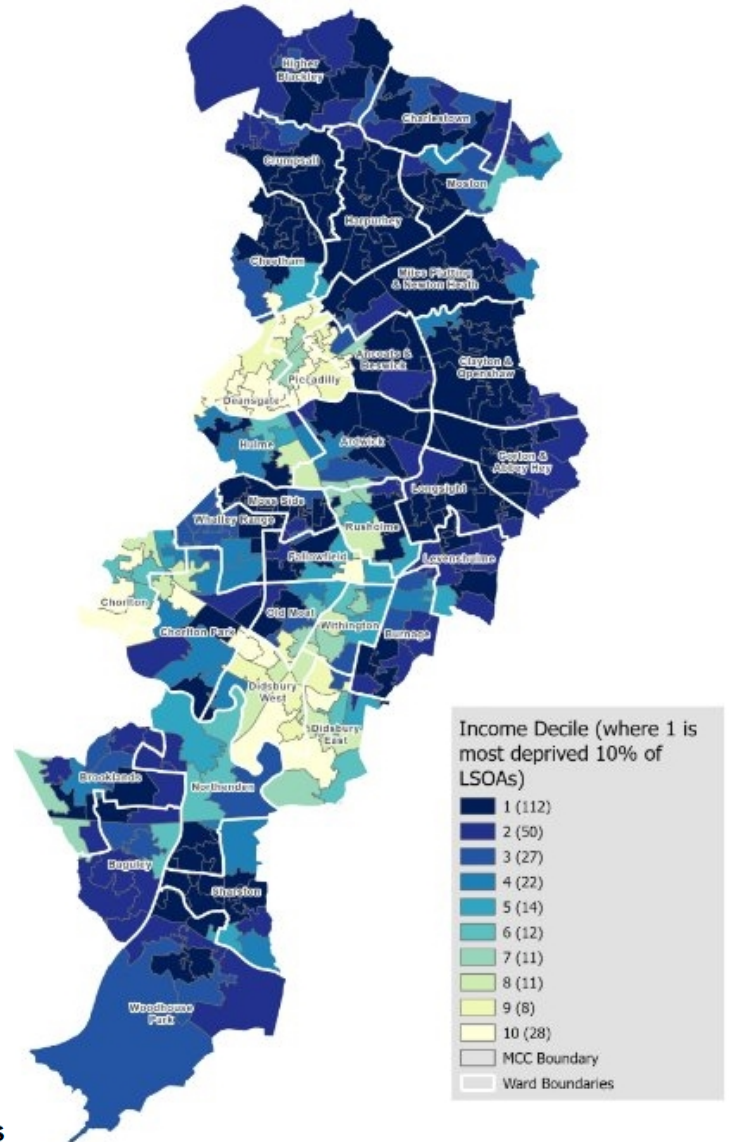 Higher
Blackley
Charlestown
Crumpsall
Moston
Harpurhey
Cheetham
Miles Platting
& Newton Heath
Ancoats &
Beswick
Clayton &
Openshaw
Piccadilly
Deansgate
Hulme
Ardwick
Gorton &
Abbey Hey
Longsight
Moss Side
Whalley Range
Rusholme
Fallowfield
Levenshulme
Chorlton
Old Moat
Withington
Chorlton Park
Burnage
Didsbury
West
Didsbury
East
Brooklands
Northenden
Baguley
Sharston
Woodhouse
Park
Income Decile (where 1 is
most deprived 10% of
LSOAs)
1 (112)
2 (50)
3 (27)
4 (22)
5 (14)
6 (12)
7 (11)
8 (11)
9 (8)
10 (28)
MCC Boundary
Ward Boundaries
s